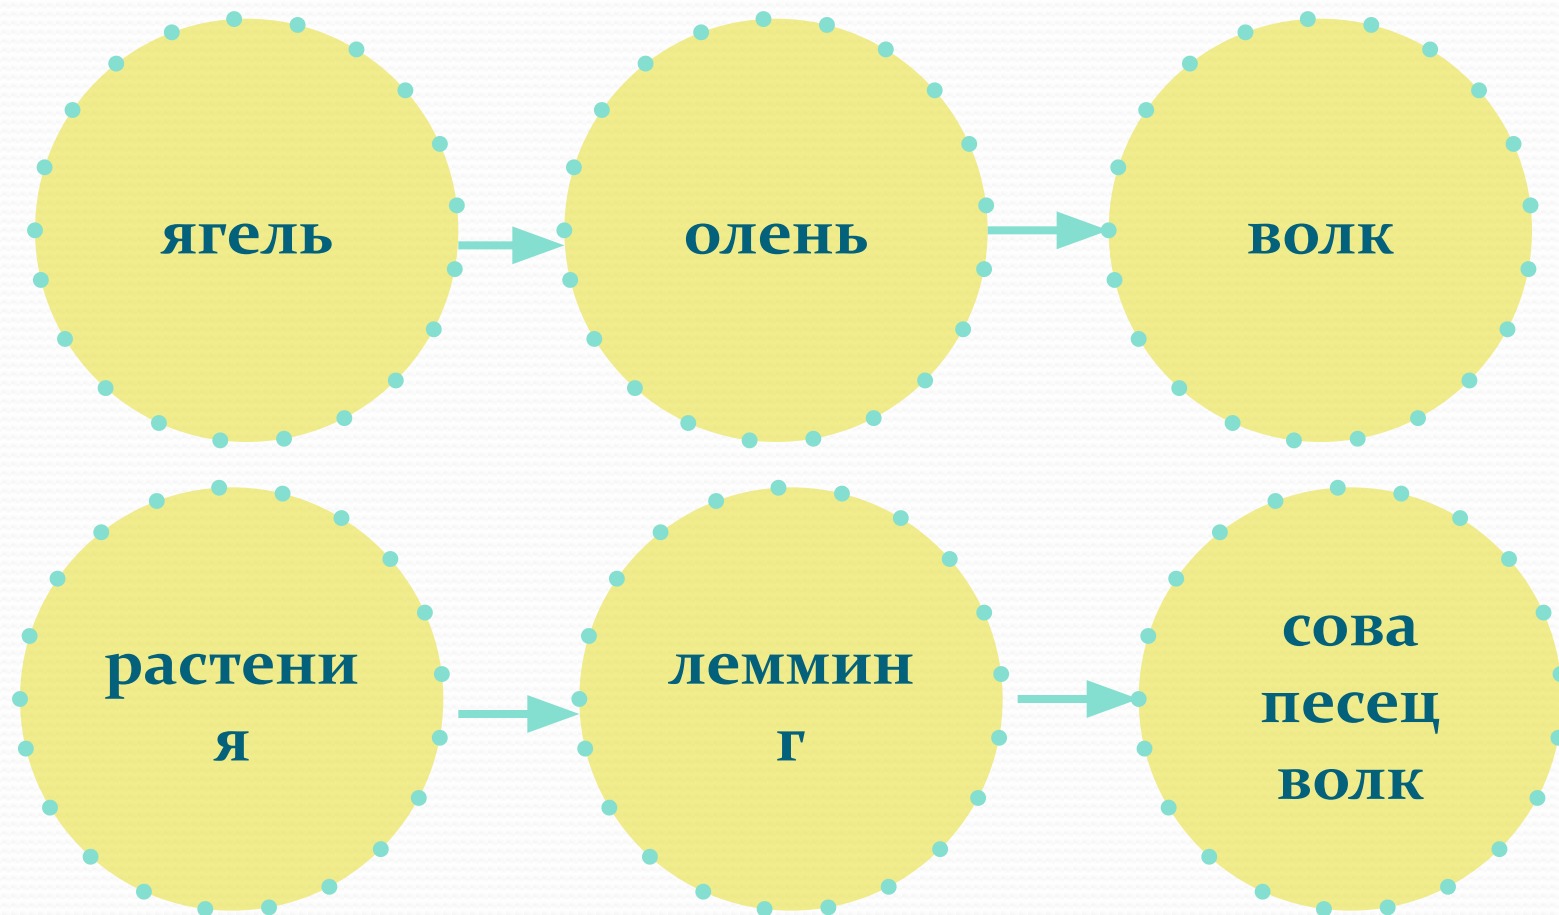 ягель
олень
волк
растени
я
леммин
г
сова
песец
волк